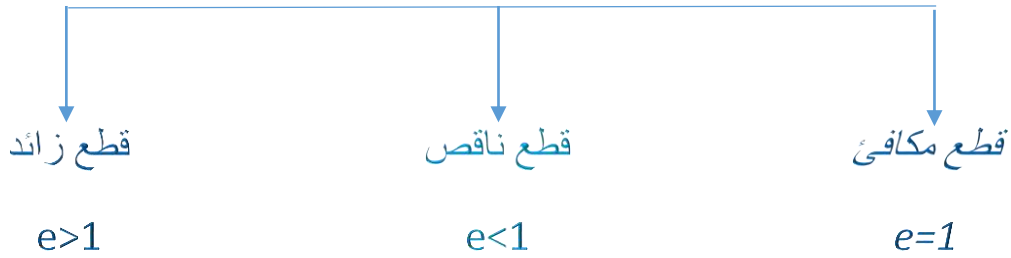 قطع مكافئ
قطع ناقص
قطع زائد
e=1
e<1
e>1